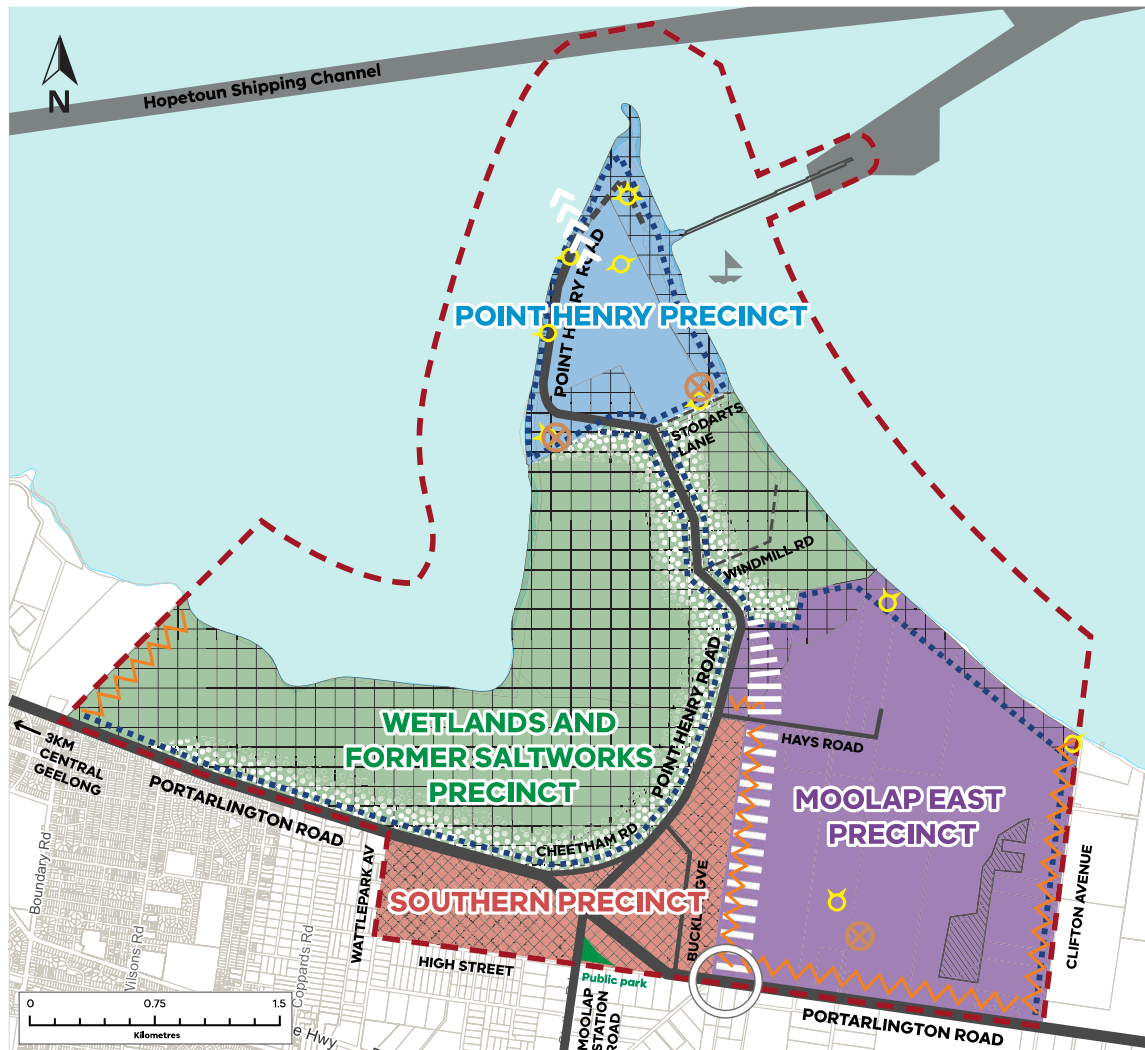 Hopetoun Shipping Channel
N
POINT HENRY ROAD
POINT HENRY PRECINCT
STODARTS
LANE
WINDMILL RD
POINT HENRY ROAD
HAYS ROAD
WETLANDS AND
FORMER SALTWORKS
PRECINCT
3KM
CENTRAL
GEELONG
PORTARLINGTON ROAD
MOOLAP EAST
PRECINCT
CHEETHAM RD
Boundary Rd
WATTLEPARK AV
SOUTHERN PRECINCT
CLIFTON AVENUE
Wilsons Rd
Coppards Rd
HIGH STREET
Public park
MOOLAP
STATION
ROAD
PORTARLINGTON ROAD
0 0.75 1.5
Kilometres
e Hwy